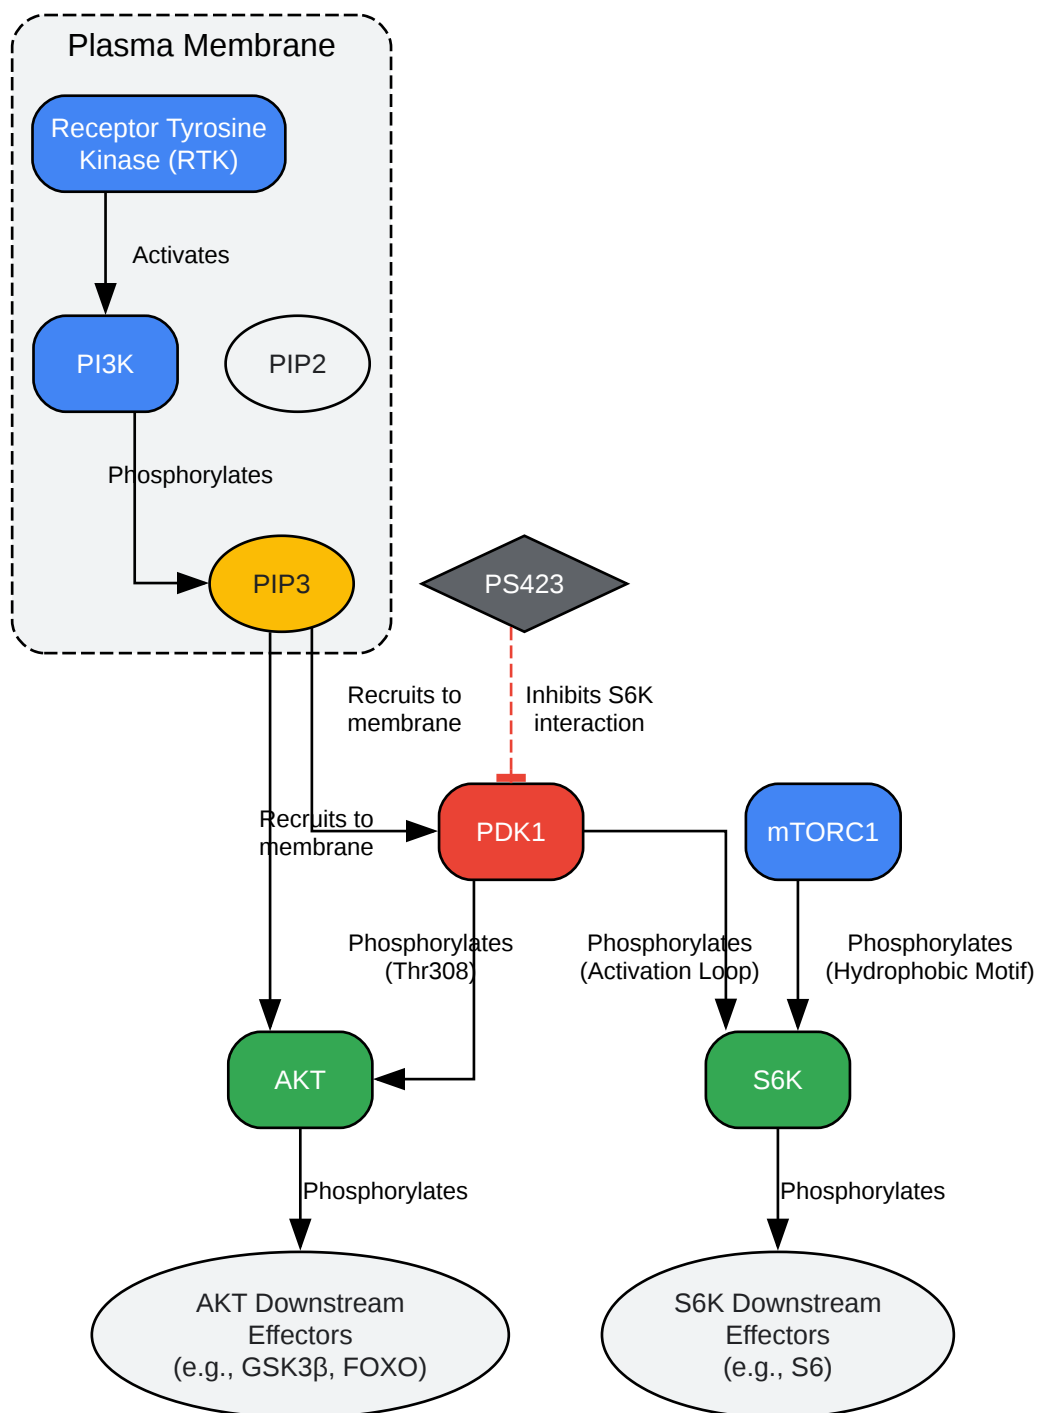 Plasma Membrane
Receptor Tyrosine
Kinase (RTK)
Activates
PI3K
PIP2
Phosphorylates
PIP3
PS423
Recruits to
membrane
Inhibits S6K
interaction
Recruits to
membrane
PDK1
mTORC1
Phosphorylates
(Thr308)
Phosphorylates
(Activation Loop)
Phosphorylates
(Hydrophobic Motif)
AKT
S6K
Phosphorylates
Phosphorylates
AKT Downstream
Effectors
(e.g., GSK3β, FOXO)
S6K Downstream
Effectors
(e.g., S6)